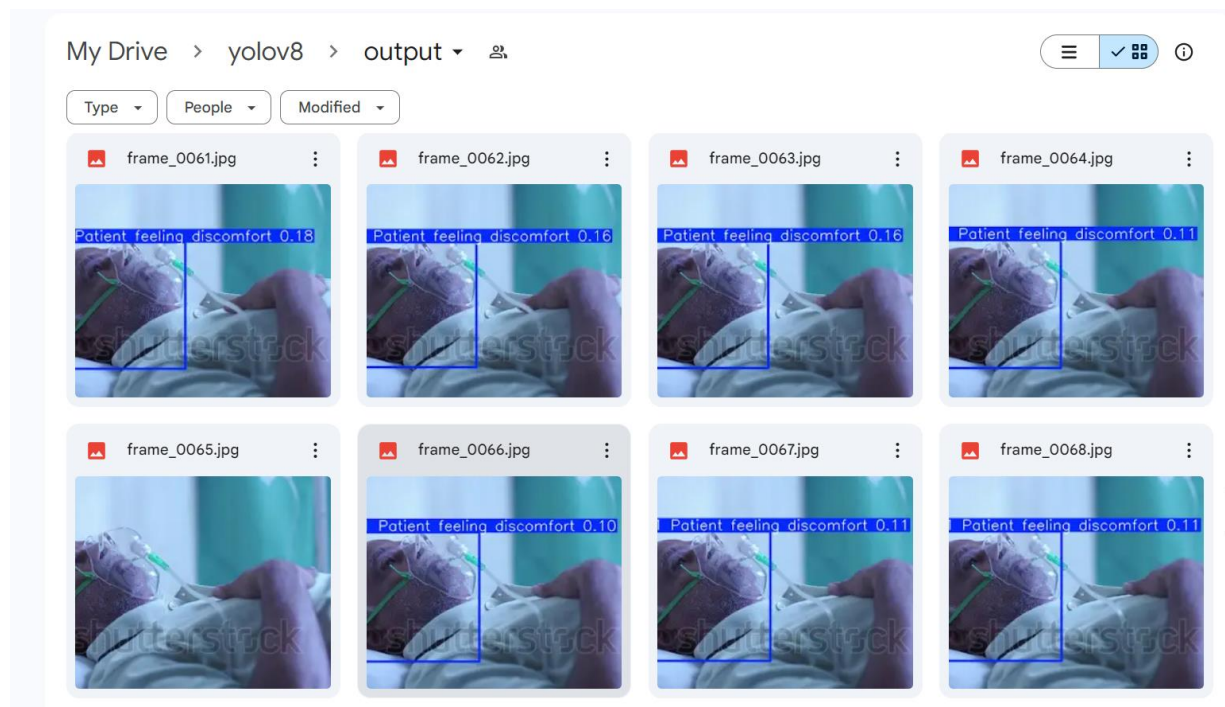 My Drive > yolov8 > output
Type People Modified
frame_0061.jpg frame_0062.jpg frame_0063.jpg frame_0064.jpg
Patient feeling discomfort 0.18 Patient feeling discomfort 0.16 Patient feeling discomfort 0.16 Patient feeling discomfort 0.11
shutterstock shutterstock shutterstock shutterstock
frame_0065.jpg frame_0066.jpg frame_0067.jpg frame_0068.jpg
Patient feeling discomfort 0.10 Patient feeling discomfort 0.11 Patient feeling discomfort 0.11
shutterstock shutterstock shutterstock shutterstock